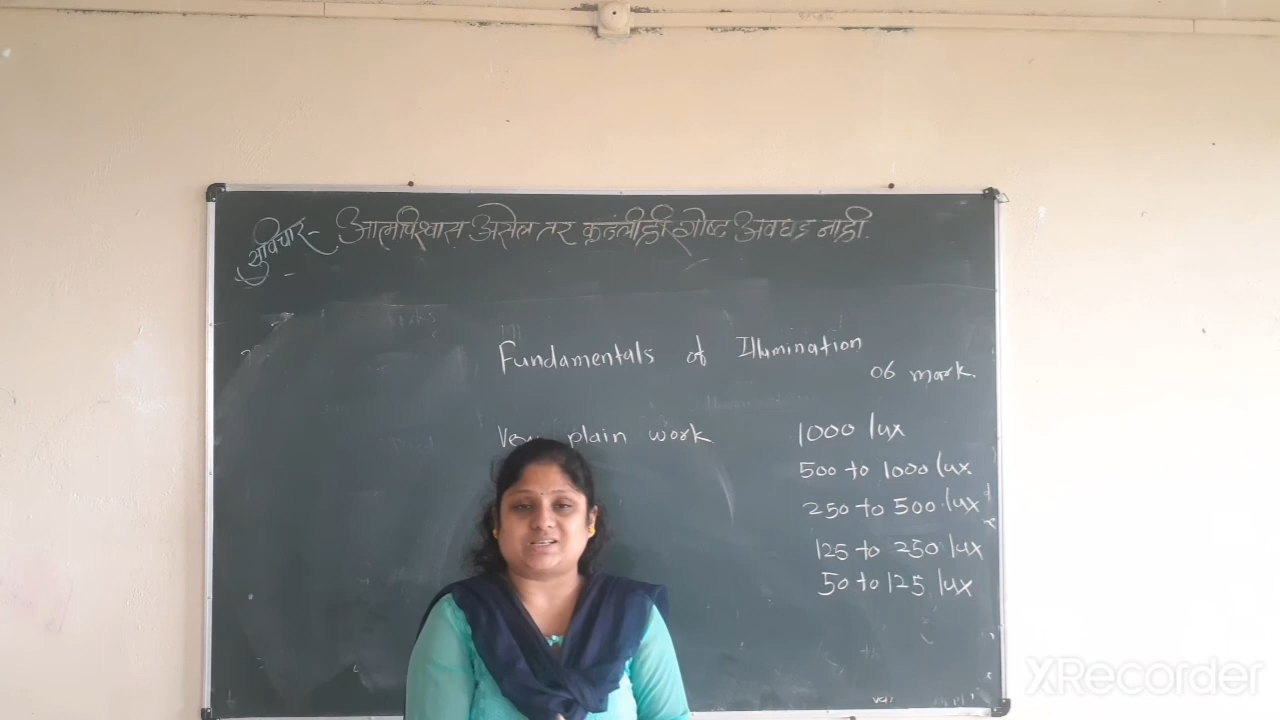 सुविचार- आत्मविश्वास असेल तर कुठलीही गोष्ट अवघड नाही.
Fundamentals of Illumination
06 mark.
plain work 1000 lux
500 to 1000 lux
250 to 500 lux
125 to 250 lux
50 to 125 lux
XRecorder